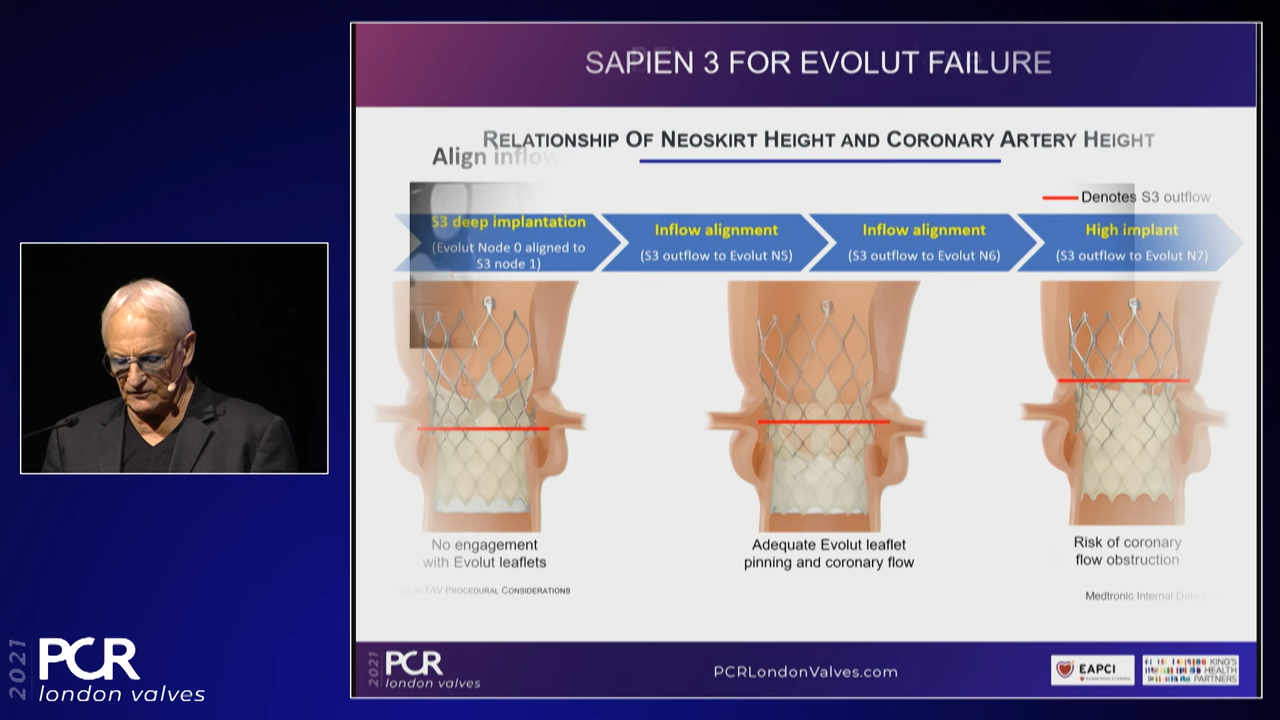 SAPIEN 3 FOR EVOLUT FAILURE
RELATIONSHIP OF NEOSKIRT HEIGHT AND CORONARY ARTERY HEIGHT
Align inflow
Denotes S3 outflow
S3 deep implantation
(Evolut Node 0 aligned to
S3 node 1)
Inflow alignment
(S3 outflow to Evolut N5)
Inflow alignment
(S3 outflow to Evolut N6)
High implant
(S3 outflow to Evolut N7)
No engagement
with Evolut leaflets
Adequate Evolut leaflet
pinning and coronary flow
Risk of coronary
flow obstruction
TAV PROCEDURAL CONSIDERATIONS
Medtronic Internal Data
2021
PCR
london valves
PCRLondonValves.com
EAPCI
KING'S
HEALTH
PARTNERS
2021
PCR
london valves